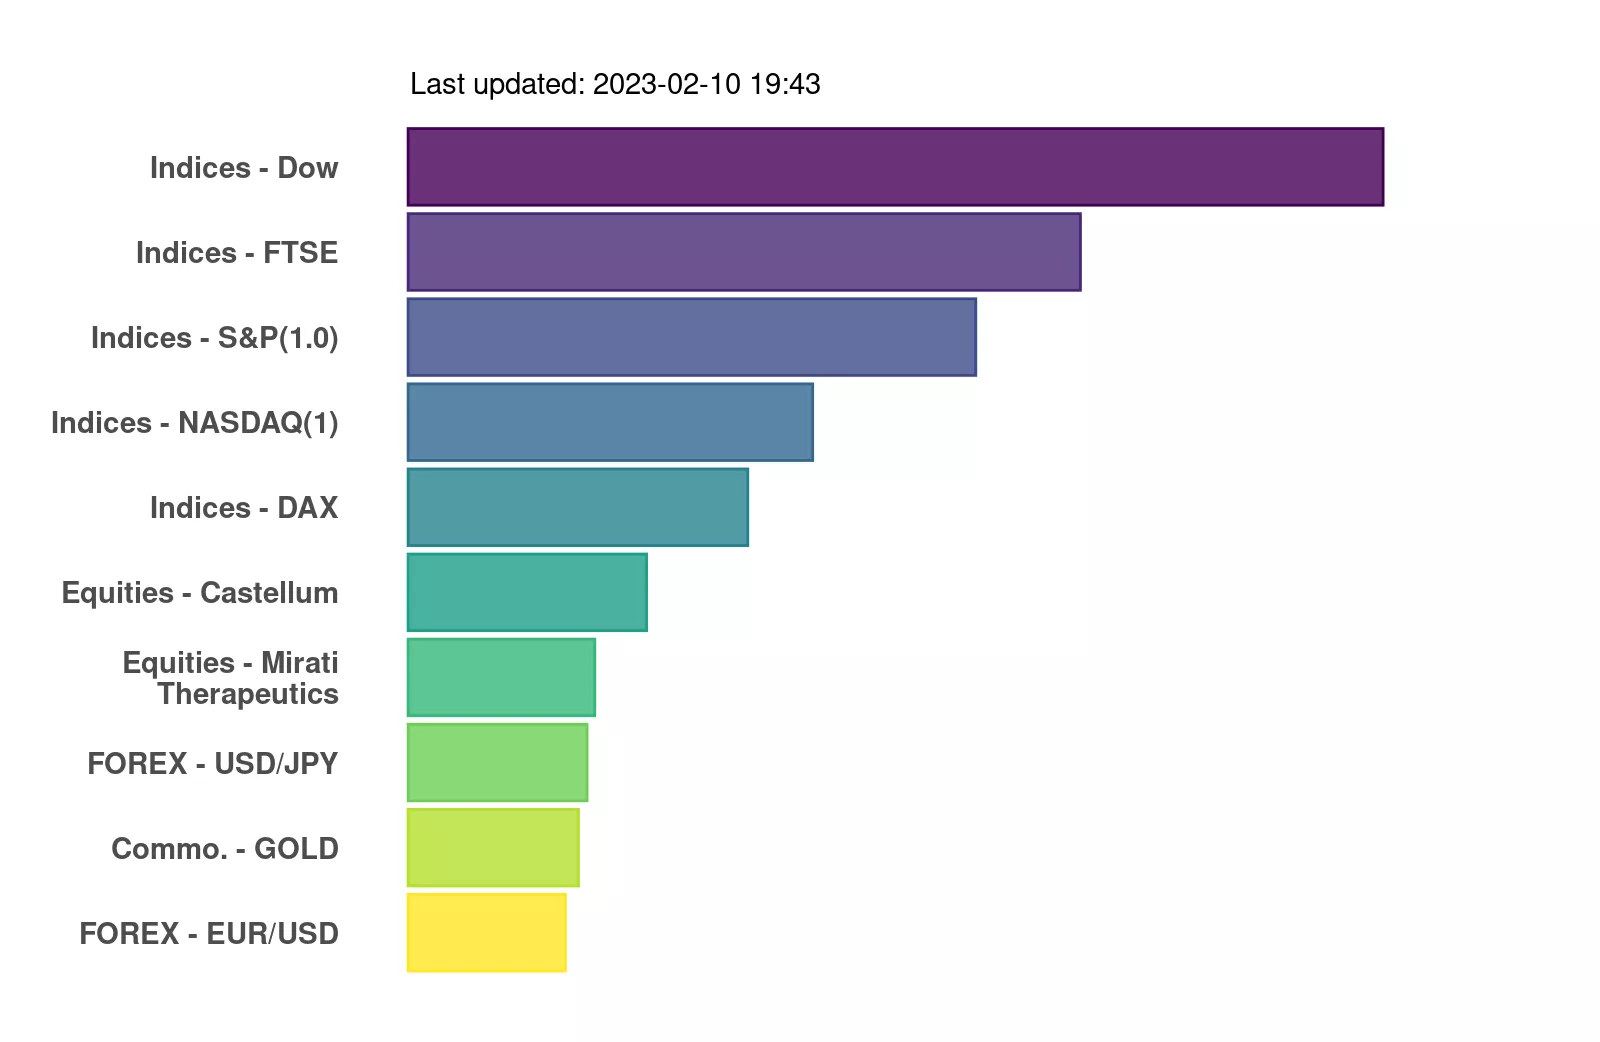 Last updated: 2023-02-10 19:43
Indices - Dow
Indices - FTSE
Indices - S&P(1.0)
Indices - NASDAQ(1)
Indices - DAX
Equities - Castellum
Equities - Mirati
Therapeutics
FOREX - USD/JPY
Commo. - GOLD
FOREX - EUR/USD